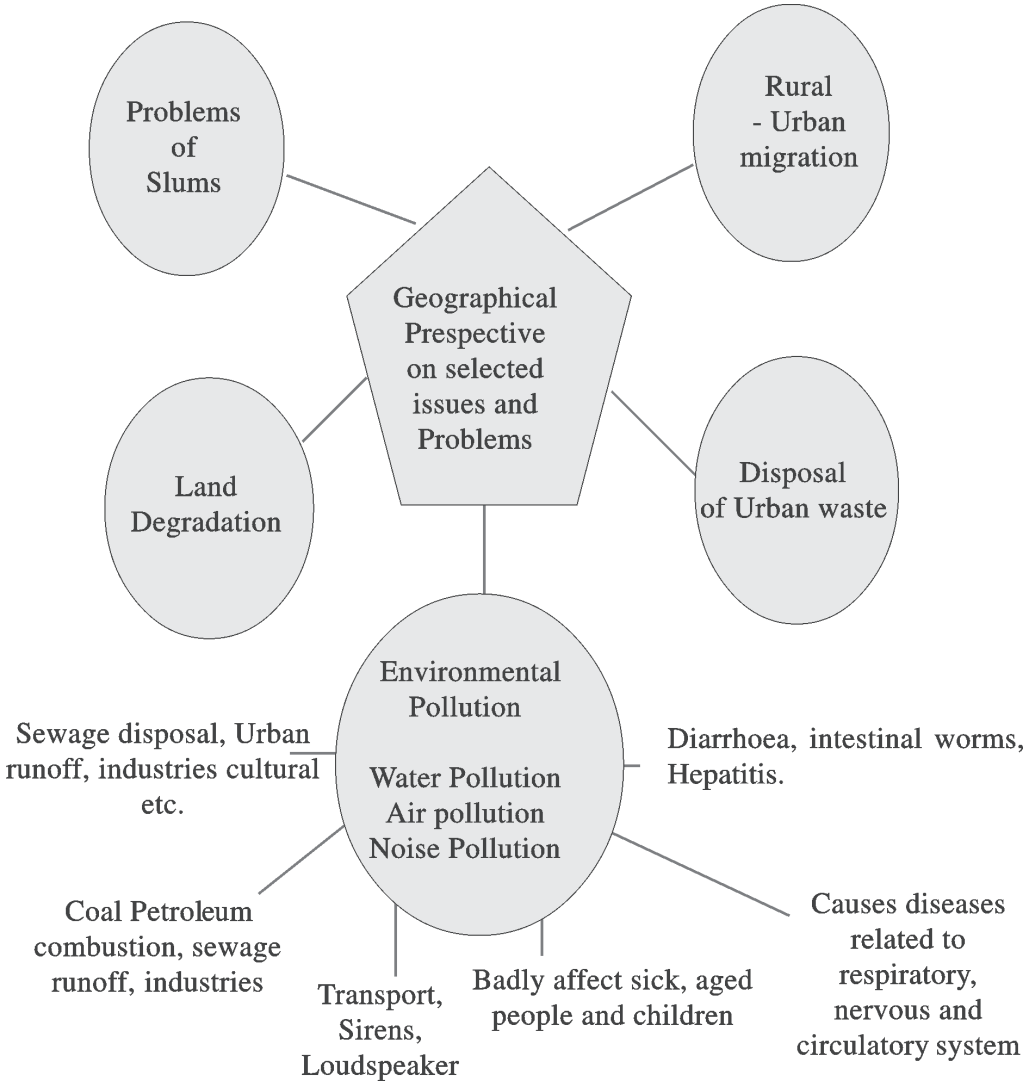 Problems
of
Slums
Rural
- Urban
migration
Geographical
Prespective
on selected
issues and
Problems
Land
Degradation
Disposal
of Urban waste
Environmental
Pollution
Water Pollution
Air pollution
Noise Pollution
Sewage disposal, Urban
runoff, industries cultural
etc.
Diarrhoea, intestinal worms,
Hepatitis.
Coal Petroleum
combustion, sewage
runoff, industries
Transport,
Sirens,
Loudspeaker
Badly affect sick, aged
people and children
Causes diseases
related to
respiratory,
nervous and
circulatory system